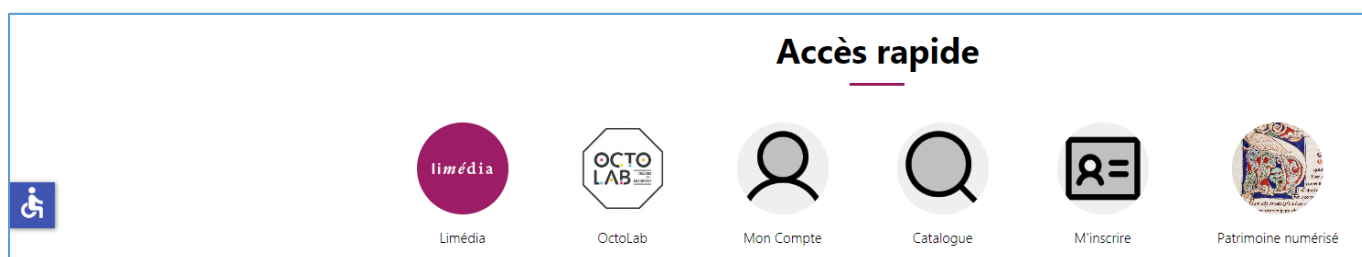 Accès rapide
limédia
OCTO
LAB
Limédia
OctoLab
Mon Compte
Catalogue
M'inscrire
Patrimoine numérisé